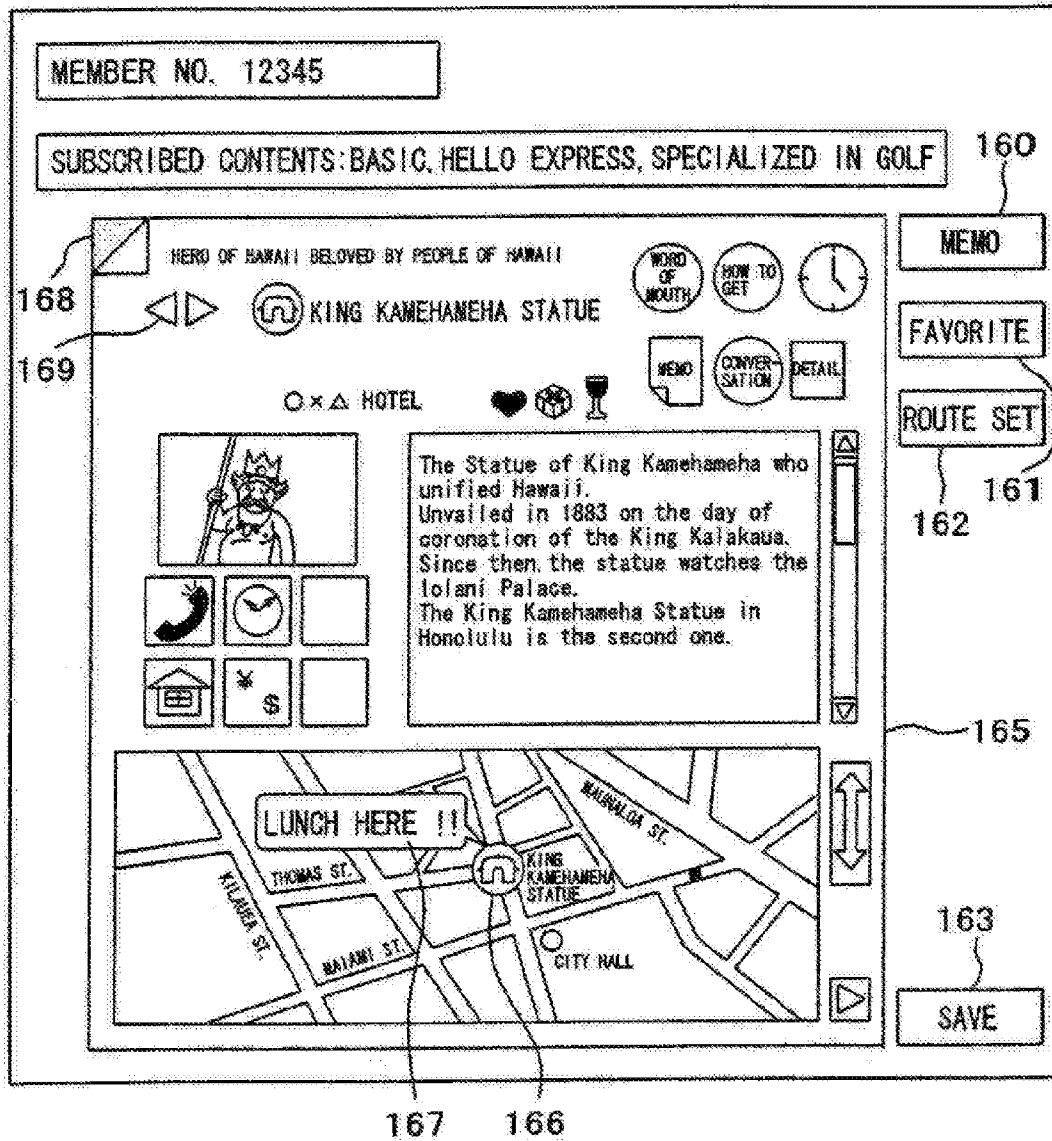 MEMBER NO. 12345
SUBSCRIBED CONTENTS:BASIC, HELLO EXPRESS, SPECIALIZED IN GOLF
160
MEMO
168
HERO OF HAWAII BELOVED BY PEOPLE OF HAWAII
WORD
OF
MOUTH
HOW TO
GET
KING KAMEHAMEHA STATUE
169
FAVORITE
MEMO
CONVER-
SATION
DETAIL
○×△ HOTEL
ROUTE SET
161
162
The Statue of King Kamehameha who
unified Hawaii.
Unvailed in 1883 on the day of
coronation of the King Kalakaua.
Since then, the statue watches the
Iolani Palace.
The King Kamehameha Statue in
Honolulu is the second one.
¥
$
165
LUNCH HERE !!
MAUNALOA ST.
THOMAS ST.
KING
KAMEHAMEHA
STATUE
KILAUEA ST.
MAIAMI ST.
CITY HALL
163
SAVE
167
166